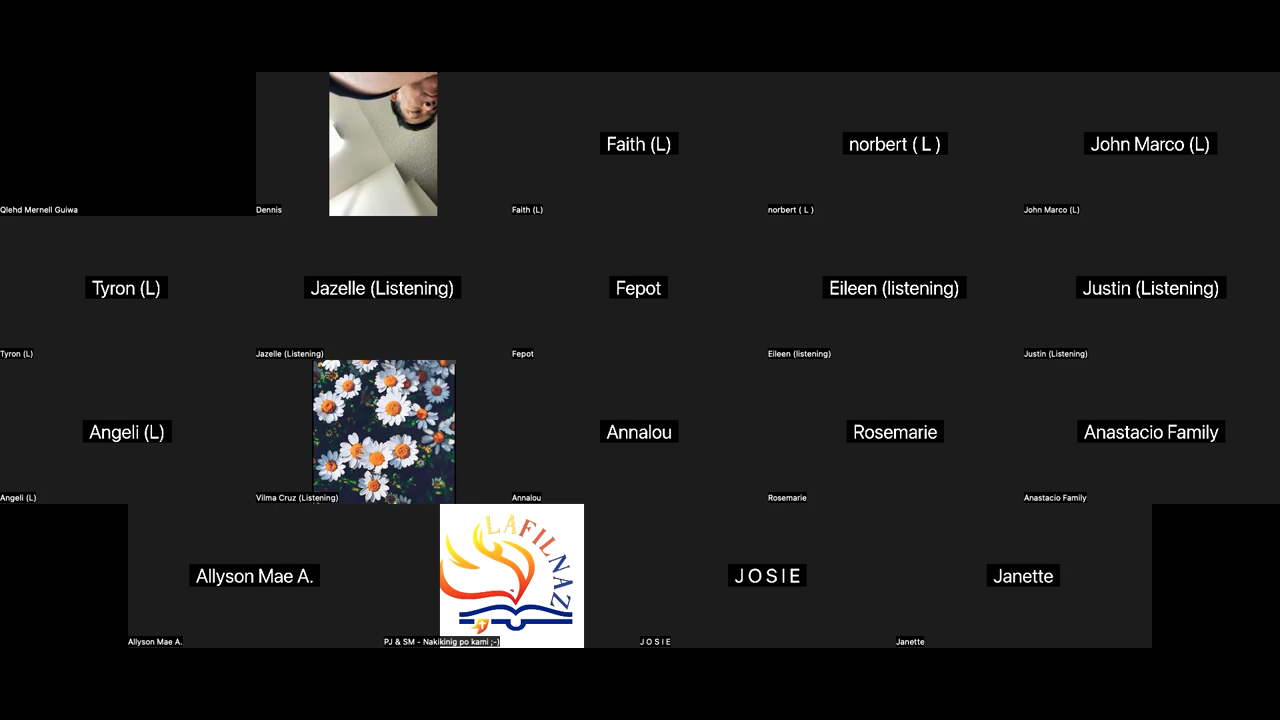 Faith (L)
norbert ( L )
John Marco (L)
Qlehd Mernell Guiwa
Dennis
Faith (L)
norbert ( L )
John Marco (L)
Tyron (L)
Jazelle (Listening)
Fepot
Eileen (listening)
Justin (Listening)
Tyron (L)
Jazelle (Listening)
Fepot
Eileen (listening)
Justin (Listening)
Angeli (L)
Annalou
Rosemarie
Anastacio Family
Angeli (L)
Vilma Cruz (Listening)
Annalou
Rosemarie
Anastacio Family
LAFILNAZ
Allyson Mae A.
J O S I E
Janette
Allyson Mae A.
PJ & SM - Nakikinig po kami ;-)
J O S I E
Janette